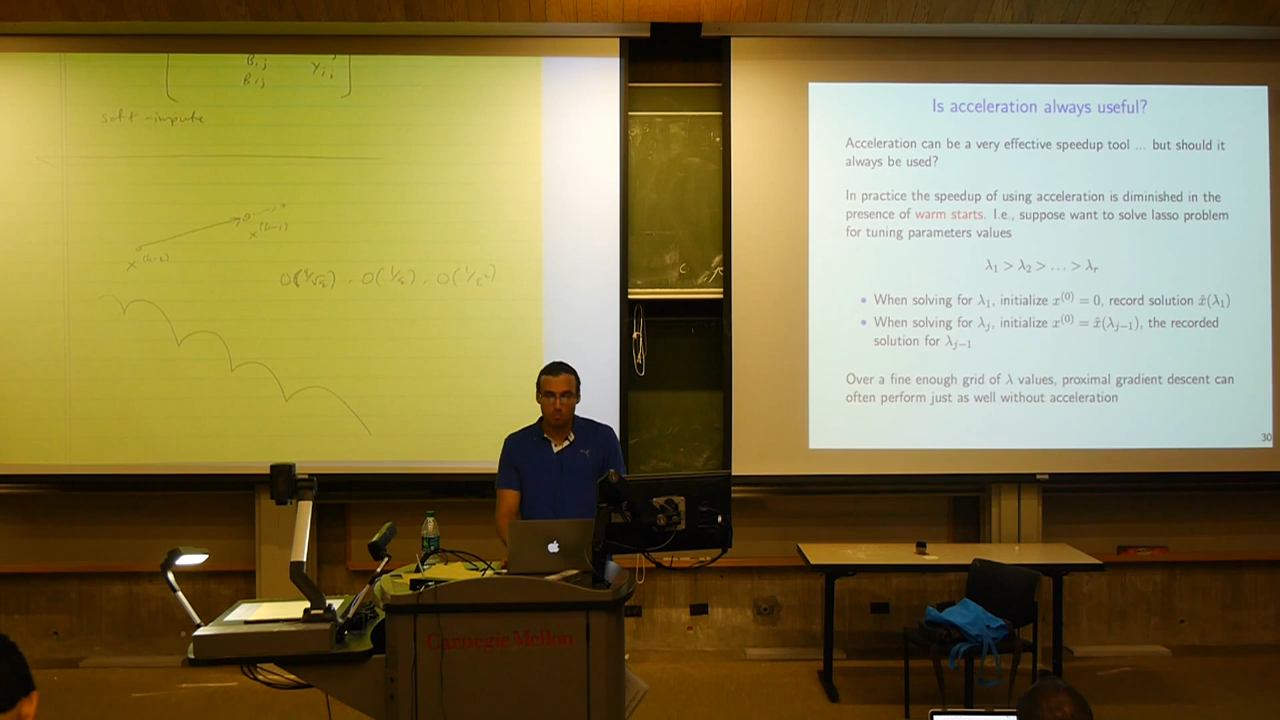 B i j
B i j
Y i j
soft-impute
x^(k-1)
x^(k-2)
O(1/√ε) . O(1/ε) . O(1/ε²)
Is acceleration always useful?
Acceleration can be a very effective speedup tool ... but should it
always be used?
In practice the speedup of using acceleration is diminished in the
presence of warm starts. I.e., suppose want to solve lasso problem
for tuning parameters values
λ₁ > λ₂ > ... > λᵣ
• When solving for λ₁, initialize x^(0) = 0, record solution x̂(λ₁)
• When solving for λⱼ, initialize x^(0) = x̂(λⱼ₋₁), the recorded
solution for λⱼ₋₁
Over a fine enough grid of λ values, proximal gradient descent can
often perform just as well without acceleration
30
Carnegie Mellon